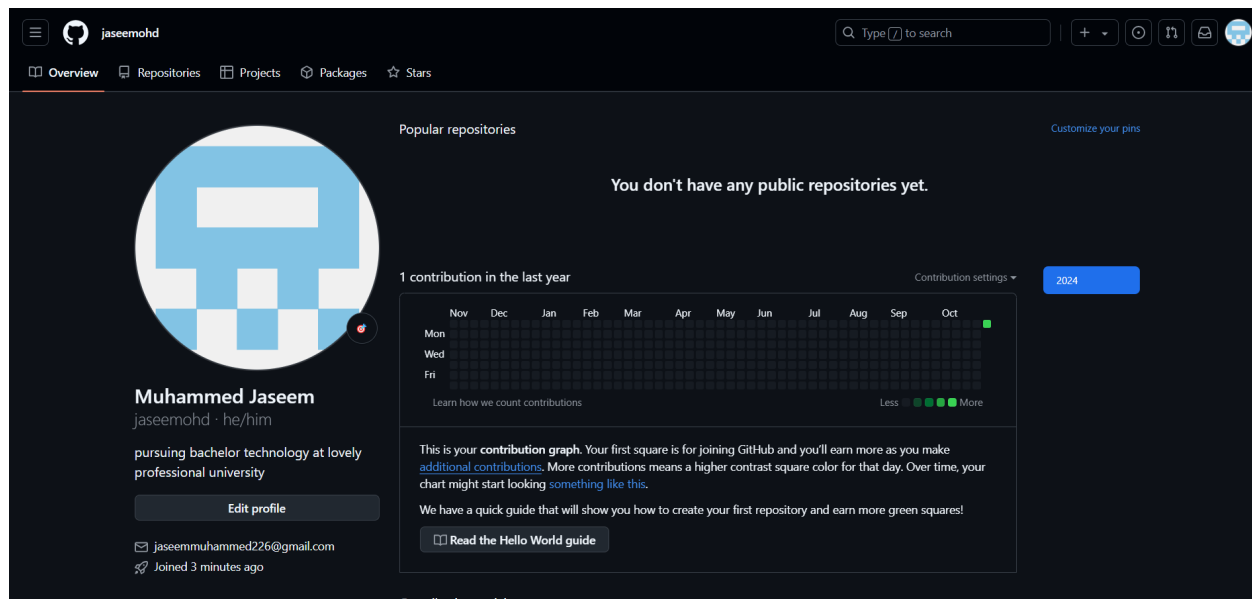 jaseemohd
Type / to search
Overview
Repositories
Projects
Packages
Stars
Popular repositories
Customize your pins
You don't have any public repositories yet.
1 contribution in the last year
Contribution settings
2024
Nov Dec Jan Feb Mar Apr May Jun Jul Aug Sep Oct
Mon
Wed
Fri
Learn how we count contributions
Less
More
This is your contribution graph. Your first square is for joining GitHub and you'll earn more as you make
additional contributions. More contributions means a higher contrast square color for that day. Over time, your
chart might start looking something like this.
We have a quick guide that will show you how to create your first repository and earn more green squares!
Read the Hello World guide
Muhammed Jaseem
jaseemohd · he/him
pursuing bachelor technology at lovely
professional university
Edit profile
jaseemmuhammed226@gmail.com
Joined 3 minutes ago